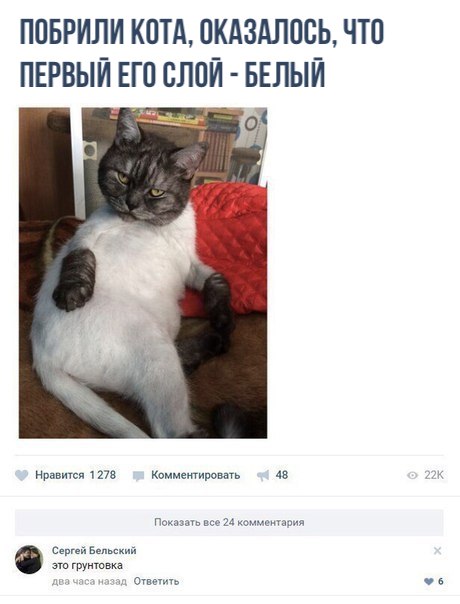 ПОБРИЛИ КОТА, ОКАЗАЛОСЬ, ЧТО
ПЕРВЫЙ ЕГО СЛОЙ - БЕЛЫЙ
Нравится 1 278 Комментировать 48 22K
Показать все 24 комментария
Сергей Бельский
это грунтовка
два часа назад Ответить 6